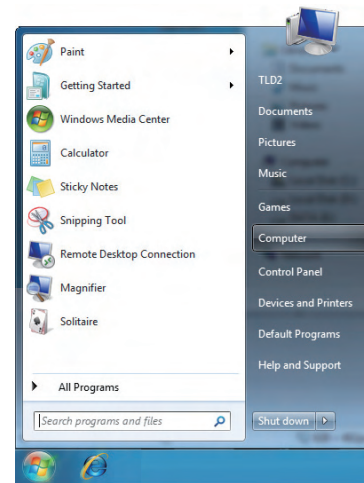 Paint
Getting Started
Windows Media Center
Calculator
Sticky Notes
Snipping Tool
Remote Desktop Connection
Magnifier
Solitaire
All Programs
Search programs and files
TLD2
Documents
Pictures
Music
Games
Computer
Control Panel
Devices and Printers
Default Programs
Help and Support
Shut down